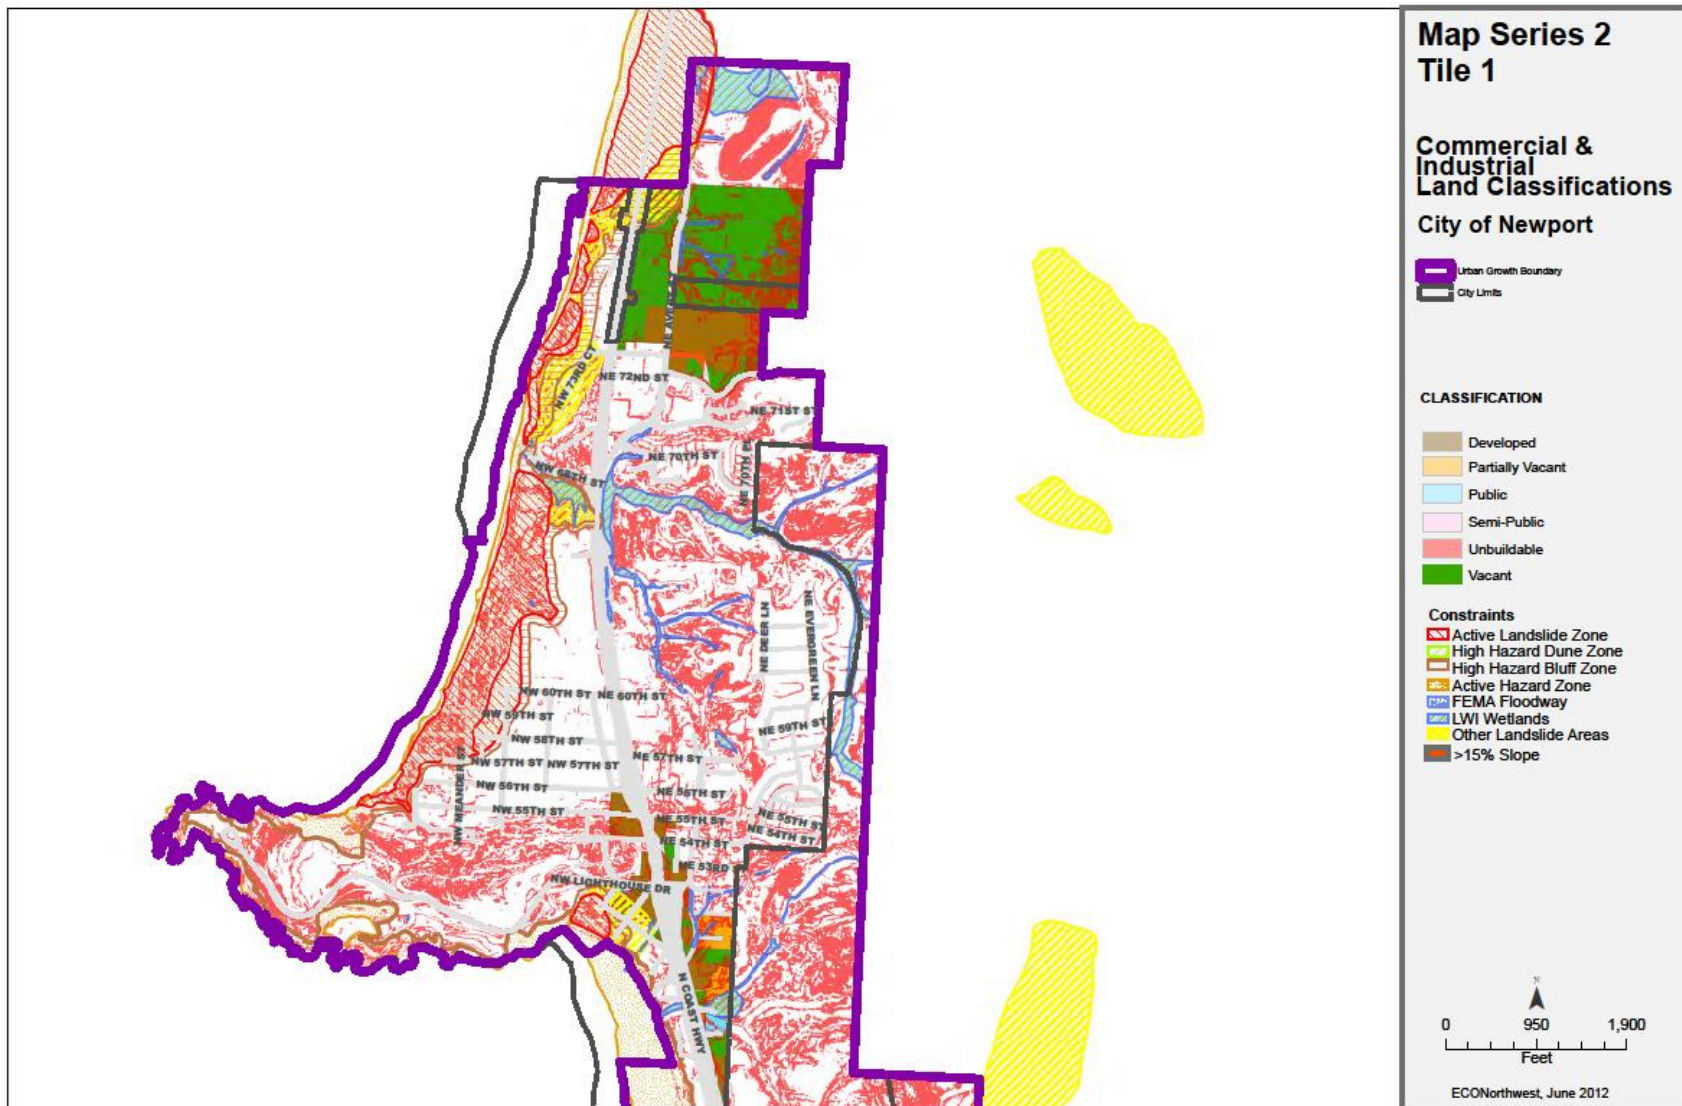 Map Series 2
Tile 1
Commercial &
Industrial
Land Classifications
City of Newport
Urban Growth Boundary
City Limits
CLASSIFICATION
Developed
Partially Vacant
Public
Semi-Public
Unbuildable
Vacant
Constraints
Active Landslide Zone
High Hazard Dune Zone
High Hazard Bluff Zone
Active Hazard Zone
FEMA Floodway
LWI Wetlands
Other Landslide Areas
>15% Slope
N
0 950 1,900
Feet
ECONorthwest, June 2012
NW 73RD CT
NE 72ND ST
NE 71ST ST
NE 70TH ST
NE 70TH PL
NW 68TH ST
NE DEER LN
NE EVERGREEN LN
NW 60TH ST NE 60TH ST
NW 59TH ST
NE 59TH ST
NW 58TH ST
NW 57TH ST NW 57TH ST NE 57TH ST
NW MEANDER ST
NW 56TH ST NE 56TH ST
NW 55TH ST NE 55TH ST NE 55TH ST
NE 54TH ST NE 54TH ST
NE 53RD
NW LIGHTHOUSE DR
N COAST HWY